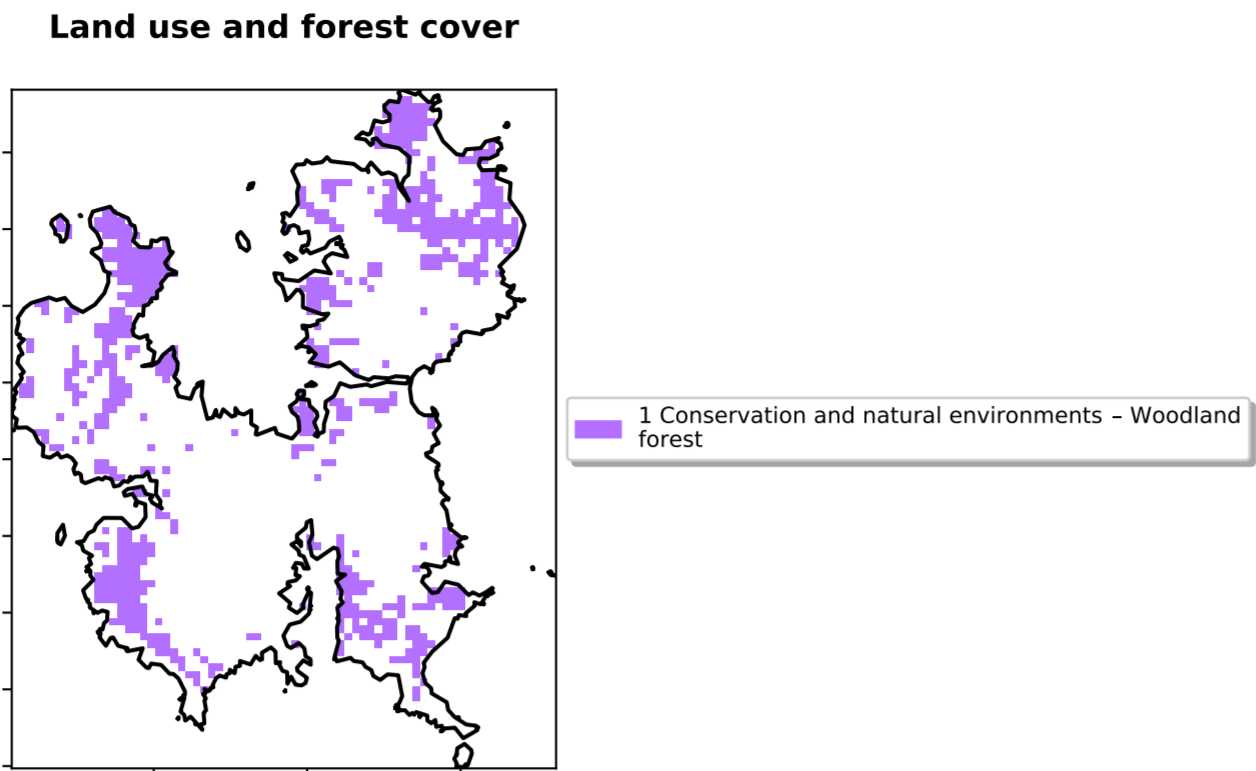 Land use and forest cover
1 Conservation and natural environments – Woodland
forest